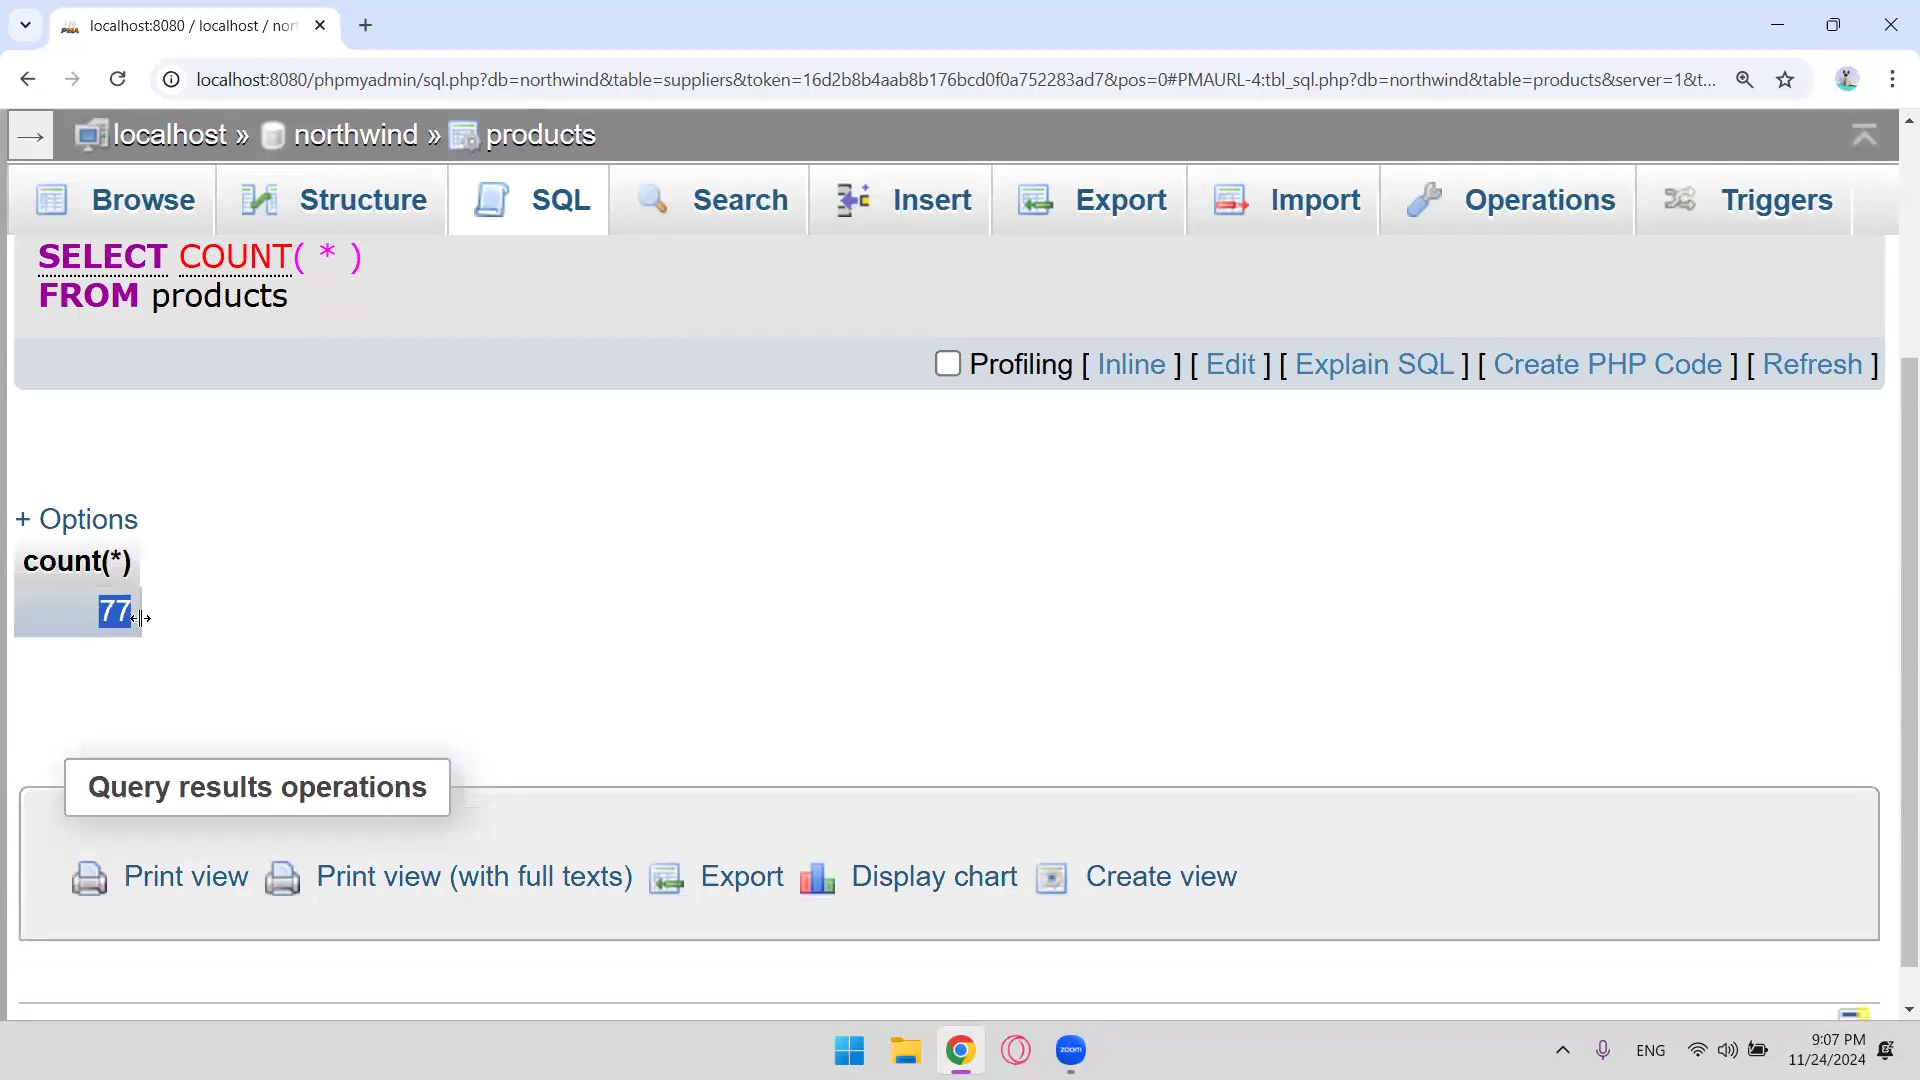 localhost:8080 / localhost / nor
localhost:8080/phpmyadmin/sql.php?db=northwind&table=suppliers&token=16d2b8b4aab8b176bcd0f0a752283ad7&pos=0#PMAURL-4:tbl_sql.php?db=northwind&table=products&server=1&t...
localhost » northwind » products
Browse Structure SQL Search Insert Export Import Operations Triggers
SELECT COUNT( * )
FROM products
Profiling [ Inline ] [ Edit ] [ Explain SQL ] [ Create PHP Code ] [ Refresh ]
+ Options
count(*)
77
Query results operations
Print view Print view (with full texts) Export Display chart Create view
zoom
ENG
9:07 PM
11/24/2024